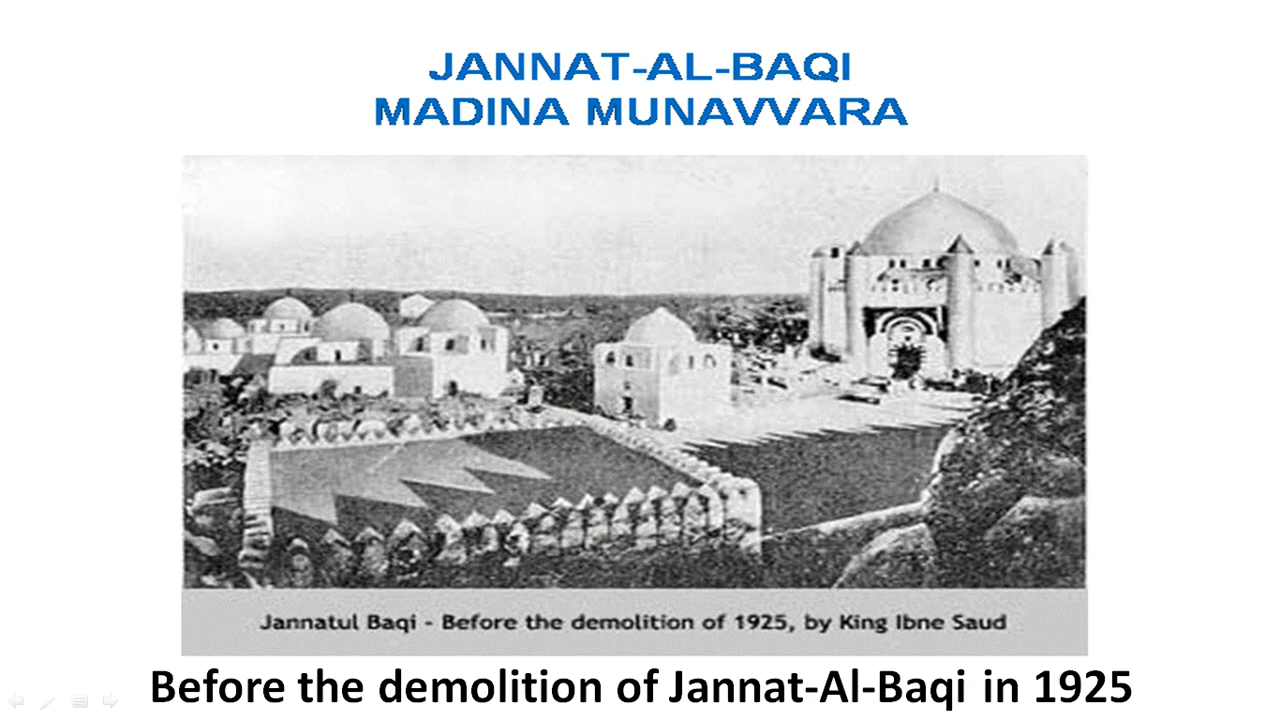 JANNAT-AL-BAQI
MADINA MUNAVVARA
Jannatul Baqi - Before the demolition of 1925, by King Ibne Saud
Before the demolition of Jannat-Al-Baqi in 1925